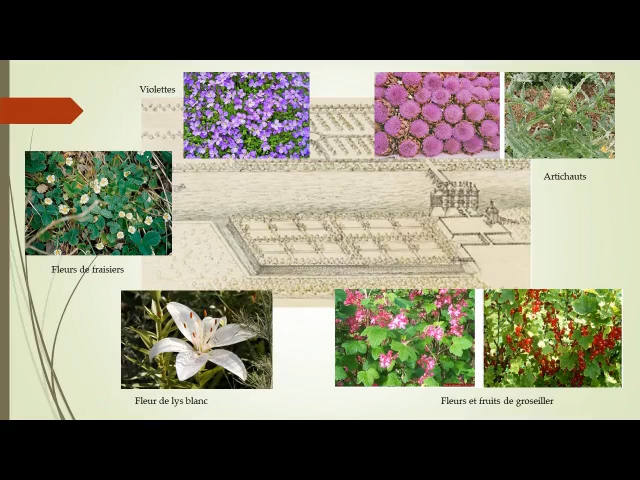 Violettes
Artichauts
Fleurs de fraisiers
Fleur de lys blanc
Fleurs et fruits de groseiller